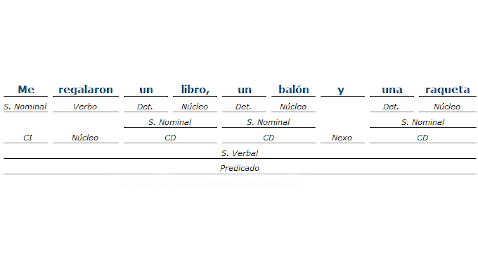 Me regalaron un libro, un balón y una raqueta
S. Nominal Verbo Det. Núcleo Det. Núcleo Det. Núcleo
S. Nominal S. Nominal S. Nominal
CI Núcleo CD CD Nexo CD
S. Verbal
Predicado